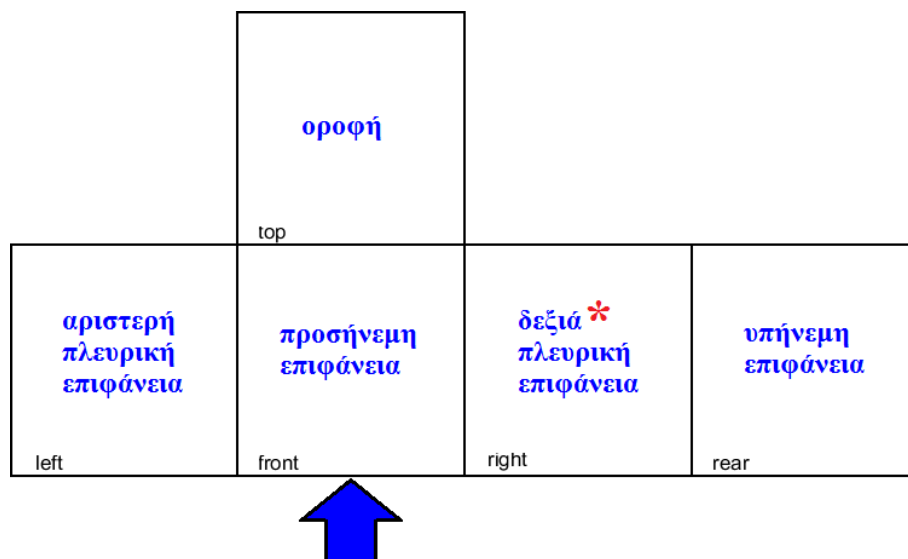 οροφή
top
αριστερή
πλευρική
επιφάνεια
left
προσήνεμη
επιφάνεια
front
δεξιά *
πλευρική
επιφάνεια
right
υπήνεμη
επιφάνεια
rear